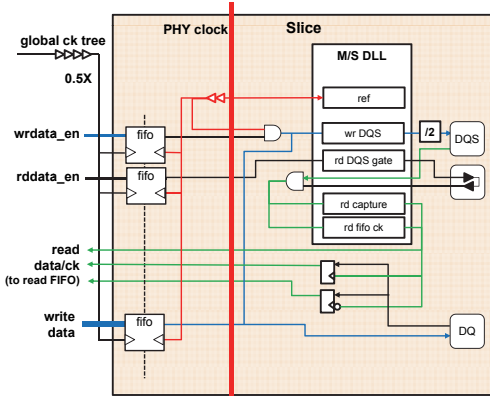 PHY clock
Slice
global ck tree
0.5X
M/S DLL
ref
fifo
wrdata_en
wr DQS
/2
DQS
rd DQS gate
fifo
rddata_en
rd capture
rd fifo ck
read
data/ck
(to read FIFO)
write
data
fifo
DQ